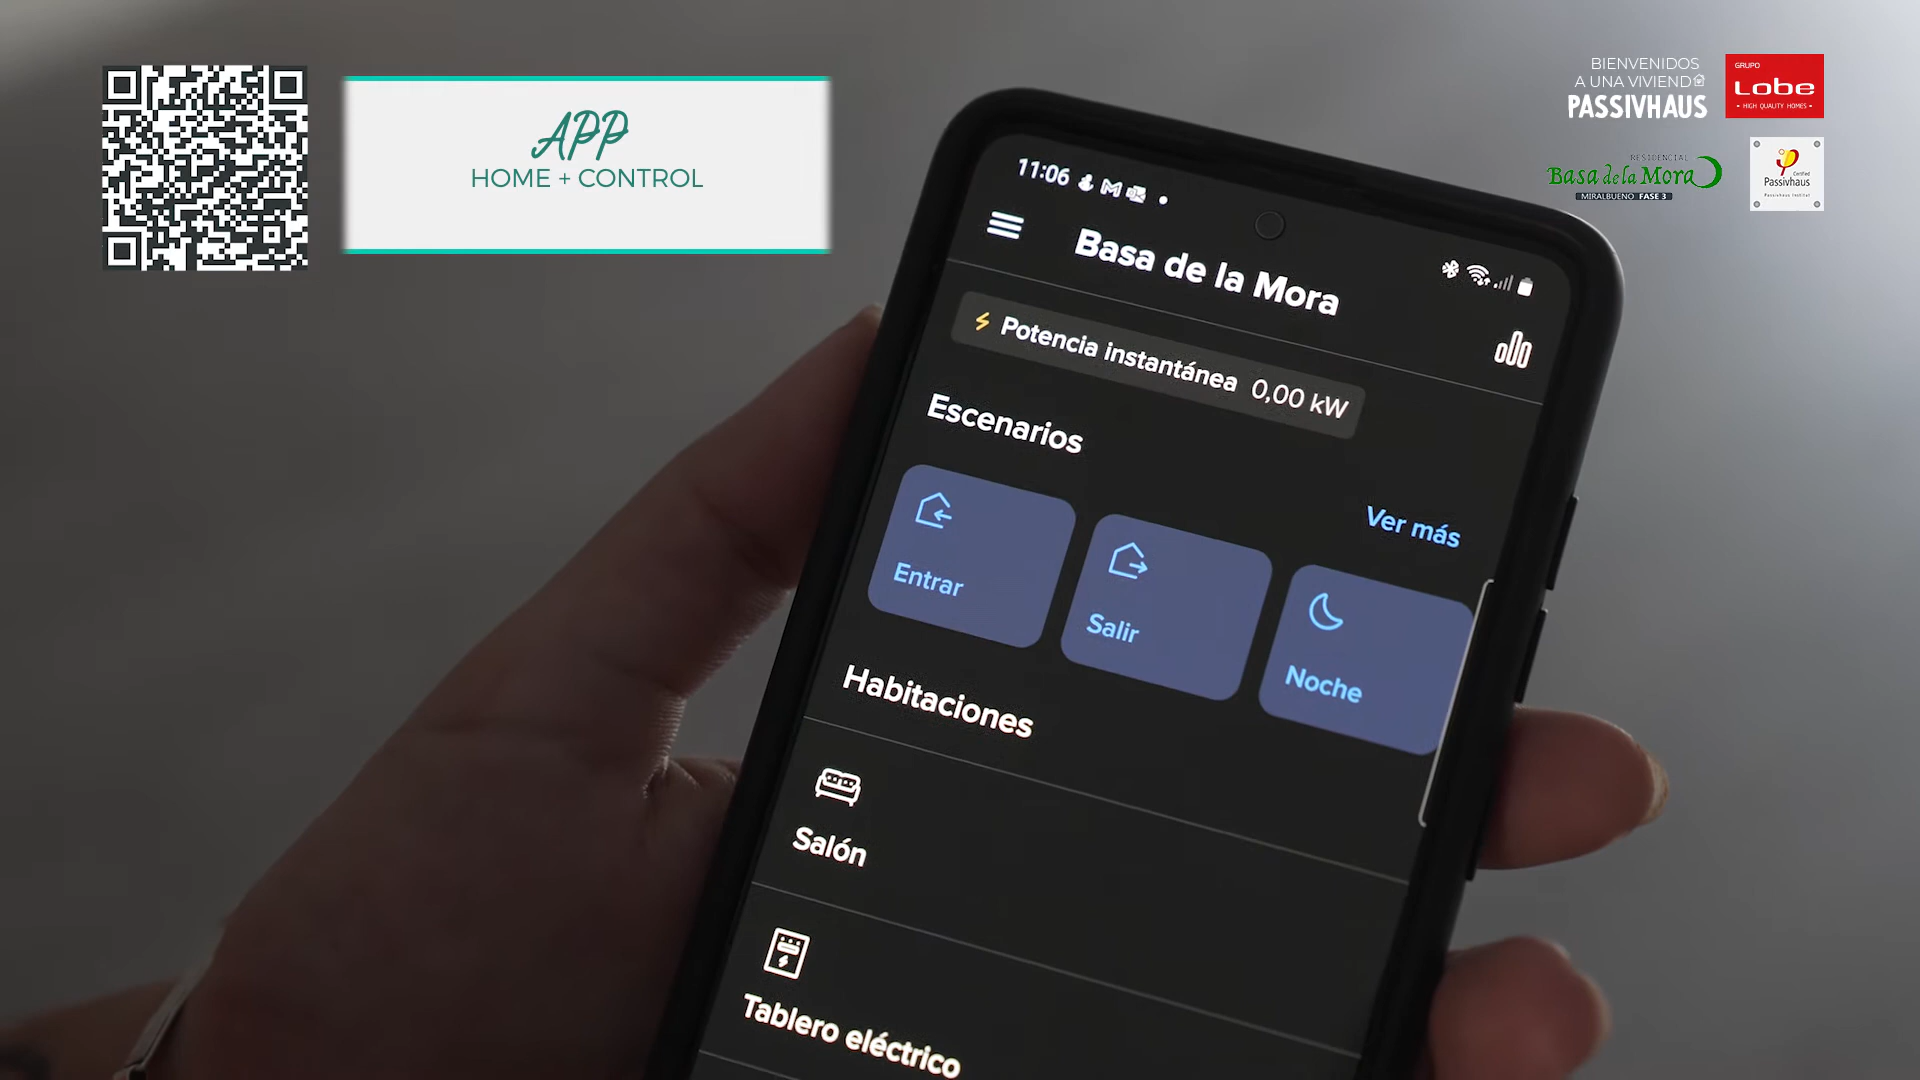 APP
HOME + CONTROL
BIENVENIDOS
A UNA VIVIEND
PASSIVHAUS
GRUPO
Lobe
• HIGH QUALITY HOMES •
RESIDENCIAL
Basa de la Mora
MIRALBUENO FASE 3
Certified
Passivhaus
Passivhaus Institut
11:06
Basa de la Mora
Potencia instantánea 0,00 kW
Escenarios
Ver más
Entrar
Salir
Noche
Habitaciones
Salón
Tablero eléctrico